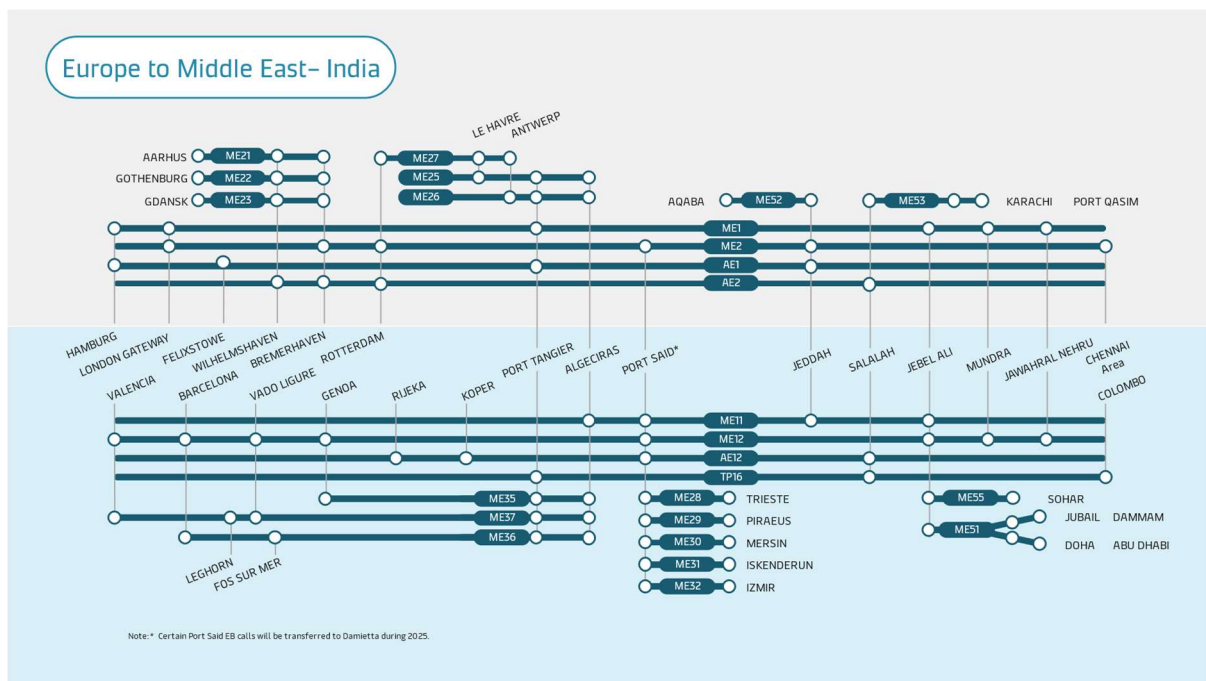 Europe to Middle East– India
LE HAVRE
ANTWERP
AARHUS
ME21
ME27
GOTHENBURG
ME22
ME25
GDANSK
ME23
ME26
AQABA
ME52
ME53
KARACHI
PORT QASIM
ME1
ME2
AE1
AE2
HAMBURG
LONDON GATEWAY
FELIXSTOWE
WILHELMSHAVEN
BREMERHAVEN
ROTTERDAM
PORT TANGIER
ALGECIRAS
PORT SAID*
JEDDAH
SALALAH
JEBEL ALI
MUNDRA
JAWAHRAL NEHRU
CHENNAI
Area
COLOMBO
VALENCIA
BARCELONA
VADO LIGURE
GENOA
RIJEKA
KOPER
ME11
ME12
AE12
TP16
ME35
ME28
TRIESTE
ME55
SOHAR
ME37
ME29
PIRAEUS
ME51
JUBAIL
DAMMAM
ME36
ME30
MERSIN
DOHA
ABU DHABI
LEGHORN
FOS SUR MER
ME31
ISKENDERUN
ME32
IZMIR
Note:* Certain Port Said EB calls will be transferred to Damietta during 2025.